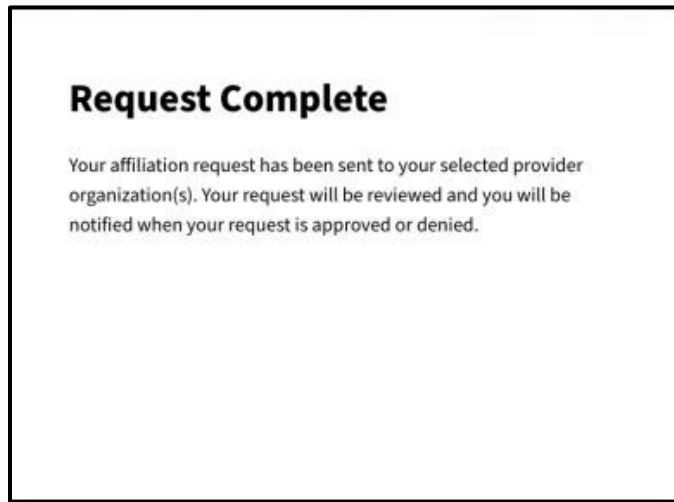 Request Complete
Your affiliation request has been sent to your selected provider
organization(s). Your request will be reviewed and you will be
notified when your request is approved or denied.